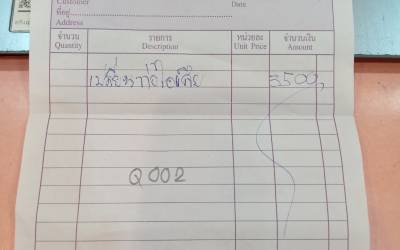 Customer
Date
ที่อยู่
Address
จำนวน รายการ หน่วยละ จำนวนเงิน
Quantity Description Unit Price Amount
3500,
Q002